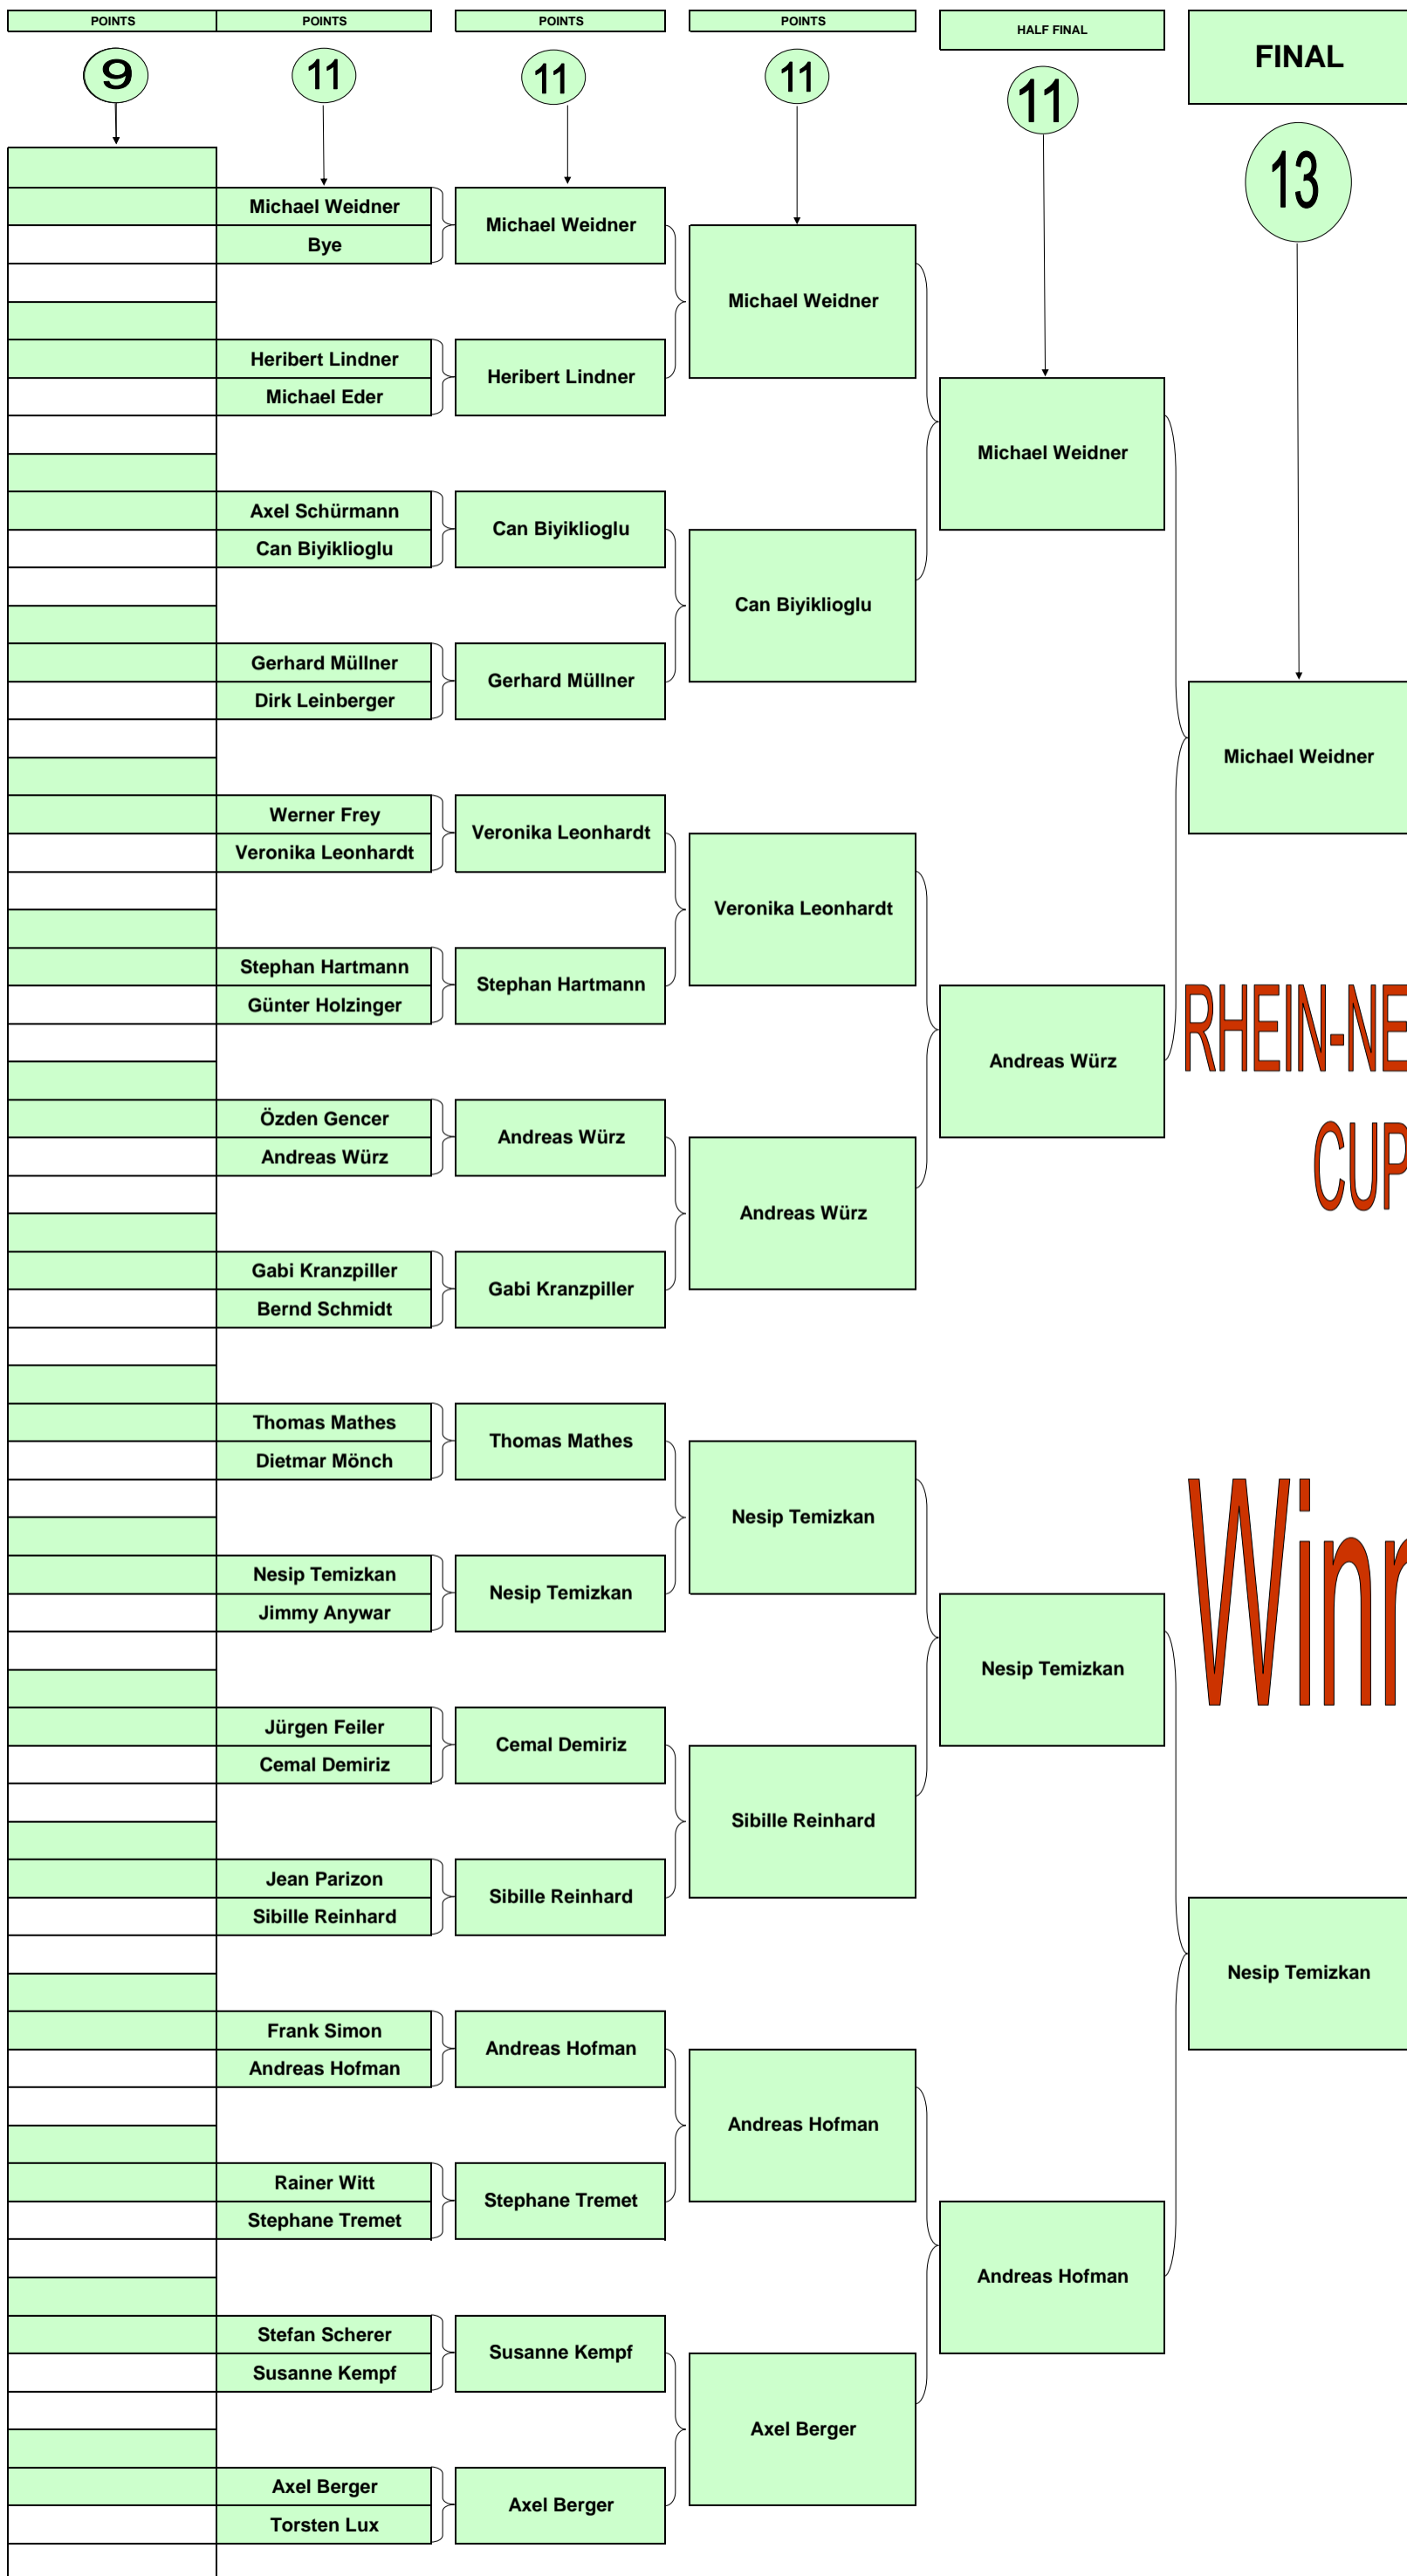 POINTS POINTS POINTS POINTS HALF FINAL FINAL
9 11 11 11 11 13
Michael Weidner
Bye
Heribert Lindner
Michael Eder
Axel Schürmann
Can Biyiklioglu
Gerhard Müllner
Dirk Leinberger
Werner Frey
Veronika Leonhardt
Stephan Hartmann
Günter Holzinger
Özden Gencer
Andreas Würz
Gabi Kranzpiller
Bernd Schmidt
Thomas Mathes
Dietmar Mönch
Nesip Temizkan
Jimmy Anywar
Jürgen Feiler
Cemal Demiriz
Jean Parizon
Sibille Reinhard
Frank Simon
Andreas Hofman
Rainer Witt
Stephane Tremet
Stefan Scherer
Susanne Kempf
Axel Berger
Torsten Lux
Michael Weidner
Heribert Lindner
Can Biyiklioglu
Gerhard Müllner
Veronika Leonhardt
Stephan Hartmann
Andreas Würz
Gabi Kranzpiller
Thomas Mathes
Nesip Temizkan
Cemal Demiriz
Sibille Reinhard
Andreas Hofman
Stephane Tremet
Susanne Kempf
Axel Berger
Michael Weidner
Can Biyiklioglu
Veronika Leonhardt
Andreas Würz
Nesip Temizkan
Sibille Reinhard
Andreas Hofman
Axel Berger
Michael Weidner
Andreas Würz
Nesip Temizkan
Andreas Hofman
Michael Weidner
RHEIN-NE
CUP
Winn
Nesip Temizkan